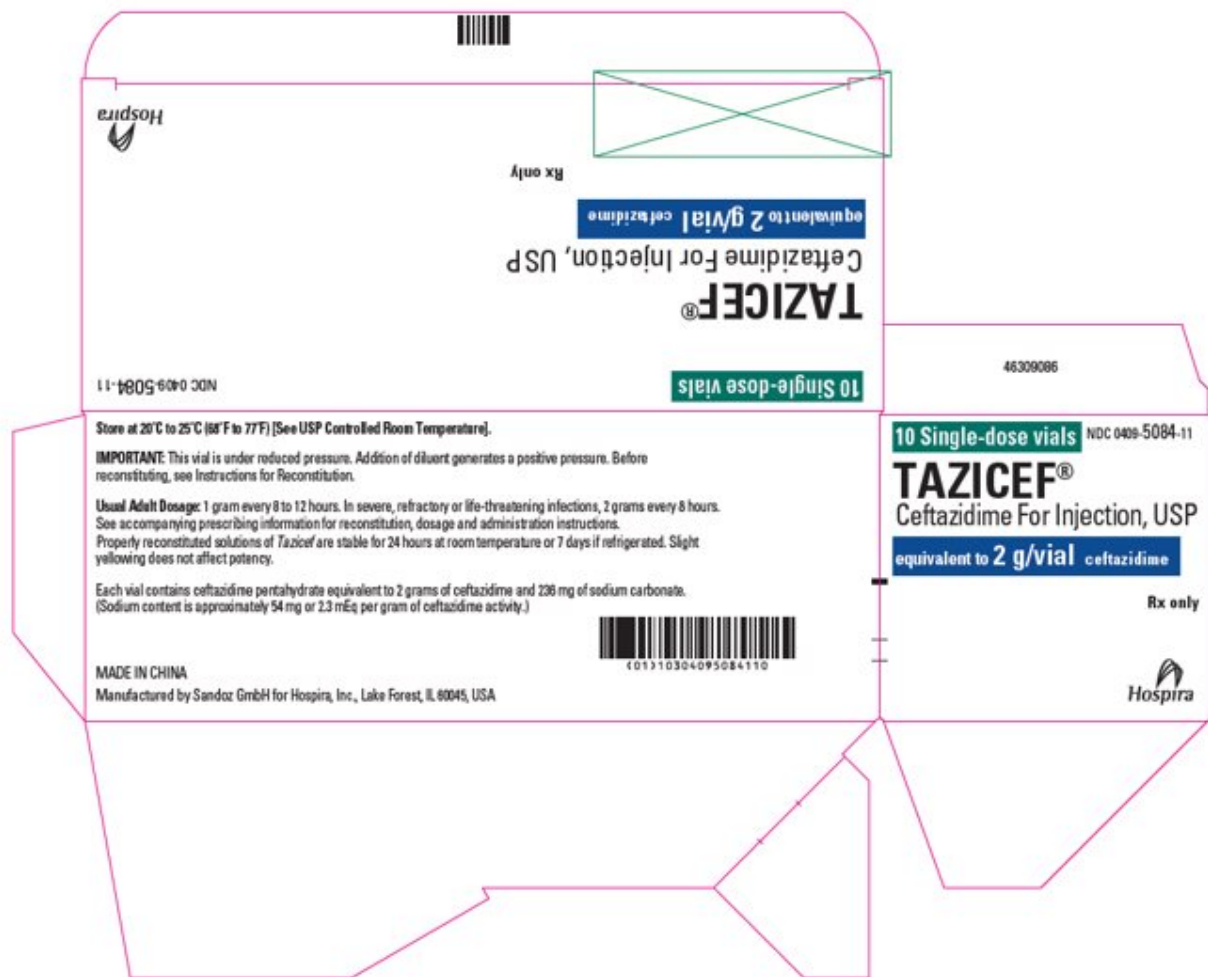 Hospira
Rx only
equivalent to 2 g/vial ceftazidime
Ceftazidime For Injection, USP
TAZICEF®
NDC 0409-5084-11
10 Single-dose vials
Store at 20°C to 25°C (68°F to 77°F) [See USP Controlled Room Temperature].
IMPORTANT: This vial is under reduced pressure. Addition of diluent generates a positive pressure. Before
reconstituting, see Instructions for Reconstitution.
Usual Adult Dosage: 1 gram every 8 to 12 hours. In severe, refractory or life-threatening infections, 2 grams every 8 hours.
See accompanying prescribing information for reconstitution, dosage and administration instructions.
Properly reconstituted solutions of Tazicef are stable for 24 hours at room temperature or 7 days if refrigerated. Slight
yellowing does not affect potency.
Each vial contains ceftazidime pentahydrate equivalent to 2 grams of ceftazidime and 236 mg of sodium carbonate.
(Sodium content is approximately 54 mg or 2.3 mEq per gram of ceftazidime activity.)
(01)10304095084110
MADE IN CHINA
Manufactured by Sandoz GmbH for Hospira, Inc., Lake Forest, IL 60045, USA
46309086
10 Single-dose vials NDC 0409-5084-11
TAZICEF®
Ceftazidime For Injection, USP
equivalent to 2 g/vial ceftazidime
Rx only
Hospira